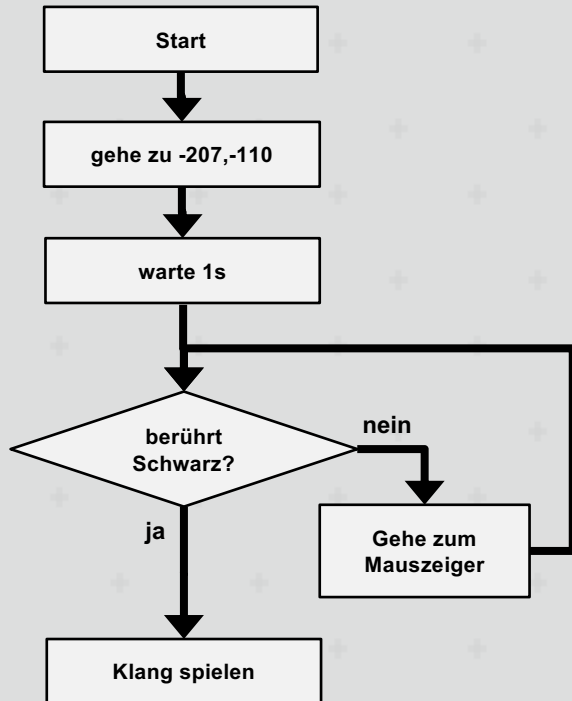 Start
gehe zu -207,-110
warte 1s
berührt
Schwarz?
nein
ja
Gehe zum
Mauszeiger
Klang spielen